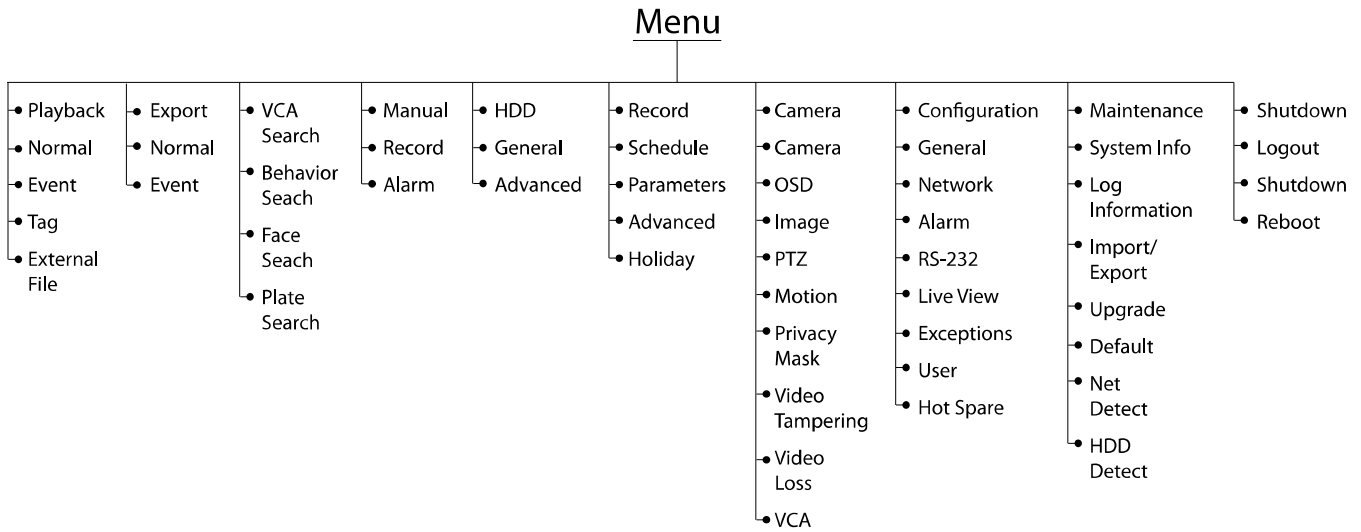 Menu
Playback
Normal
Event
Tag
External
File
Export
Normal
Event
VCA
Search
Behavior
Seach
Face
Seach
Plate
Search
Manual
Record
Alarm
HDD
General
Advanced
Record
Schedule
Parameters
Advanced
Holiday
Camera
Camera
OSD
Image
PTZ
Motion
Privacy
Mask
Video
Tampering
Video
Loss
VCA
Configuration
General
Network
Alarm
RS-232
Live View
Exceptions
User
Hot Spare
Maintenance
System Info
Log
Information
Import/
Export
Upgrade
Default
Net
Detect
HDD
Detect
Shutdown
Logout
Shutdown
Reboot